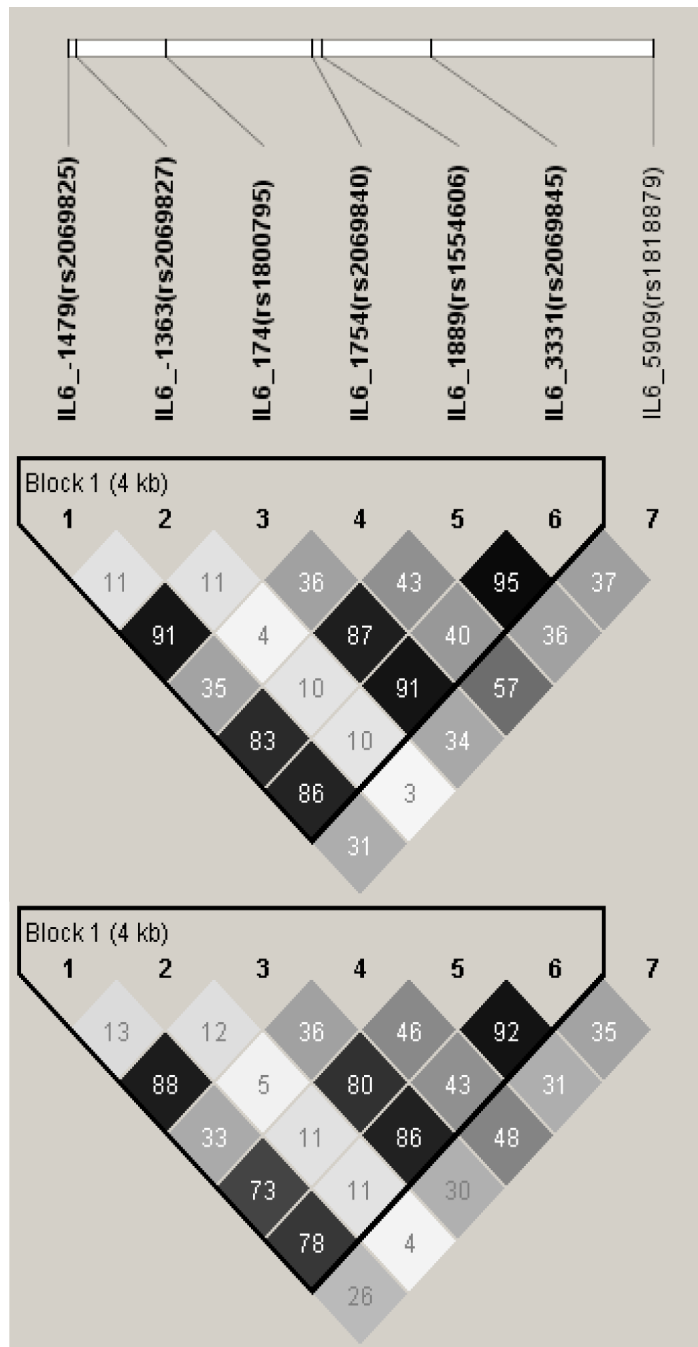 IL6_-1479(rs2069825)
IL6_-1363(rs2069827)
IL6_174(rs1800795)
IL6_1754(rs2069840)
IL6_1889(rs1554606)
IL6_3331(rs2069845)
IL6_5909(rs1818879)
Block 1 (4 kb)
1 2 3 4 5 6 7
11 11 36 43 95 37
91 4 87 40 36
35 10 91 57
83 10 34
86 3
31
Block 1 (4 kb)
1 2 3 4 5 6 7
13 12 36 46 92 35
88 5 80 43 31
33 11 86 48
73 11 30
78 4
26